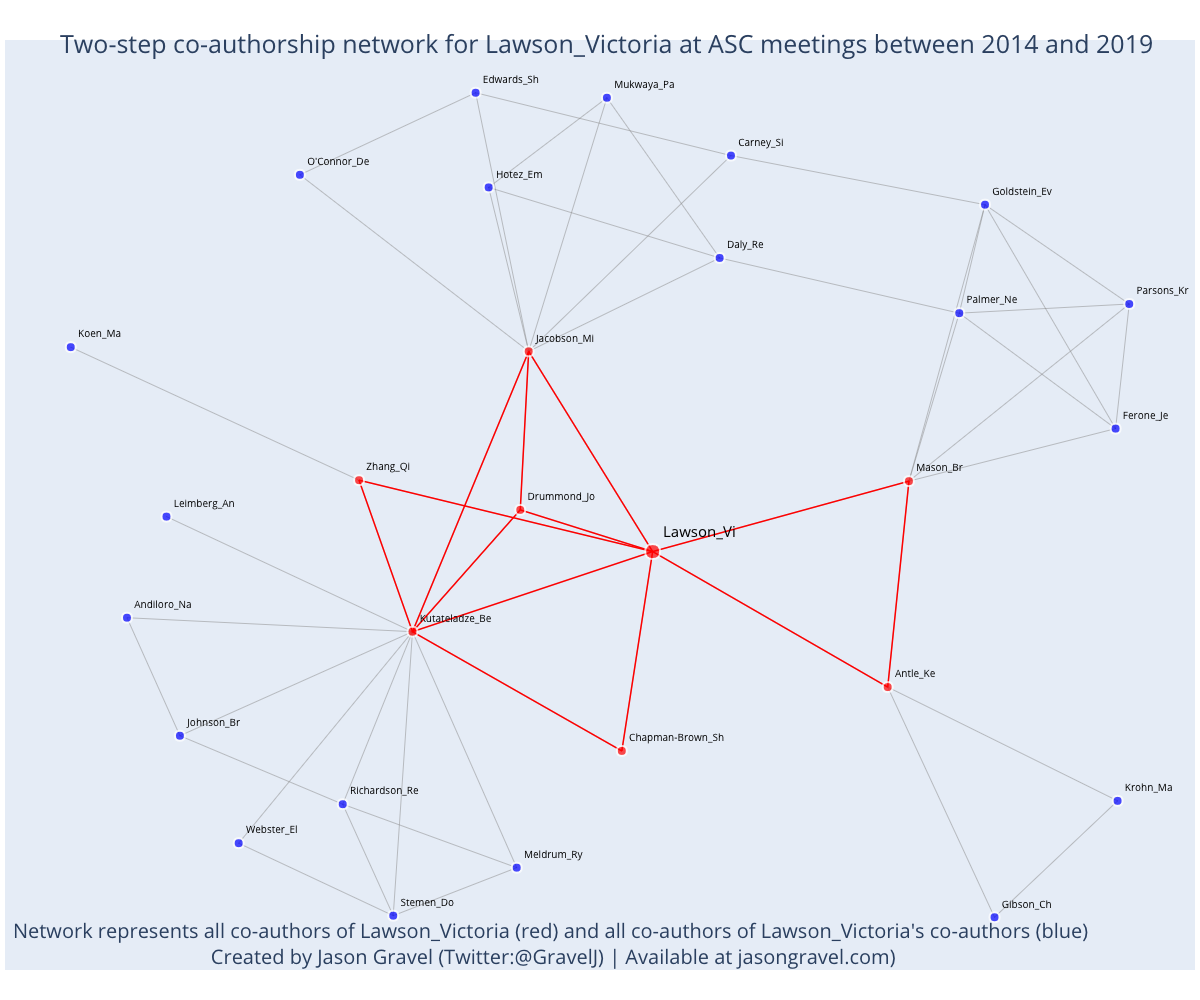 Two-step co-authorship network for Lawson_Victoria at ASC meetings between 2014 and 2019
Edwards_Sh
Mukwaya_Pa
Carney_Si
O'Connor_De
Hotez_Em
Goldstein_Ev
Daly_Re
Parsons_Kr
Palmer_Ne
Koen_Ma
Jacobson_Mi
Ferone_Je
Zhang_Qi
Mason_Br
Leimberg_An
Drummond_Jo
Lawson_Vi
Andiloro_Na
Kutateladze_Be
Antle_Ke
Johnson_Br
Chapman-Brown_Sh
Richardson_Re
Krohn_Ma
Webster_El
Meldrum_Ry
Stemen_Do
Gibson_Ch
Network represents all co-authors of Lawson_Victoria (red) and all co-authors of Lawson_Victoria's co-authors (blue)
Created by Jason Gravel (Twitter:@GravelJ) | Available at jasongravel.com)